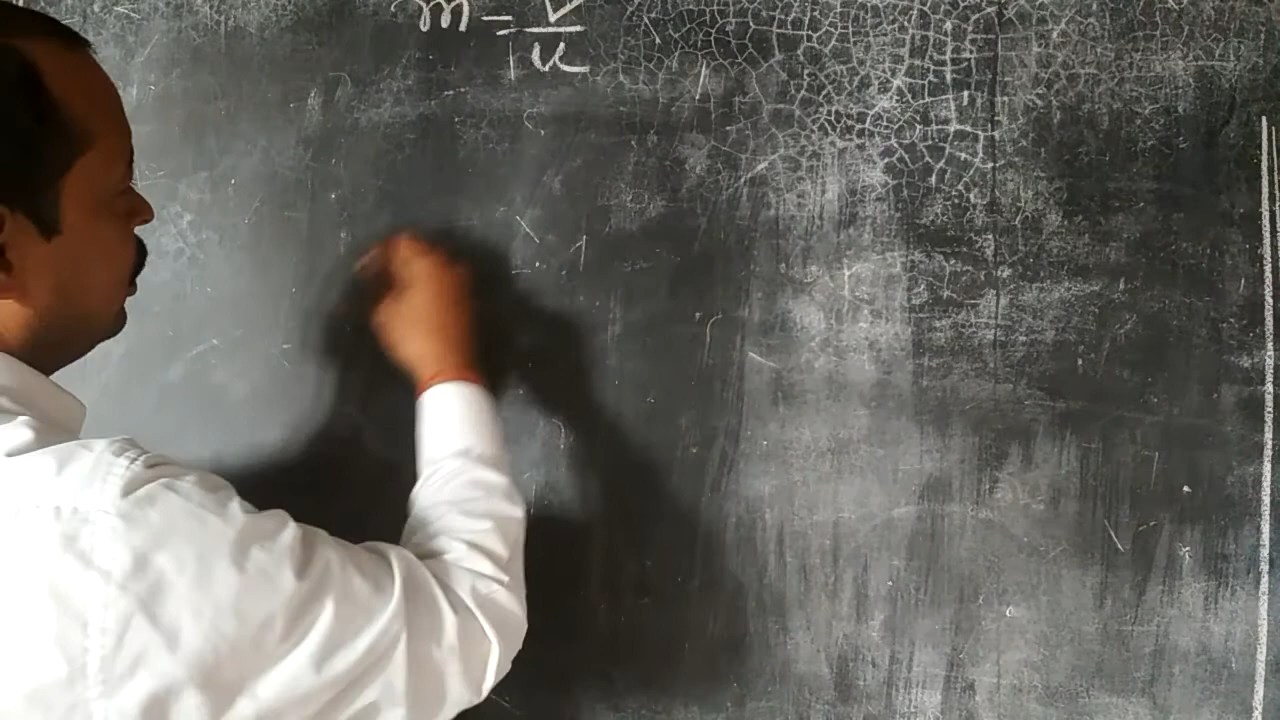 m = v/u